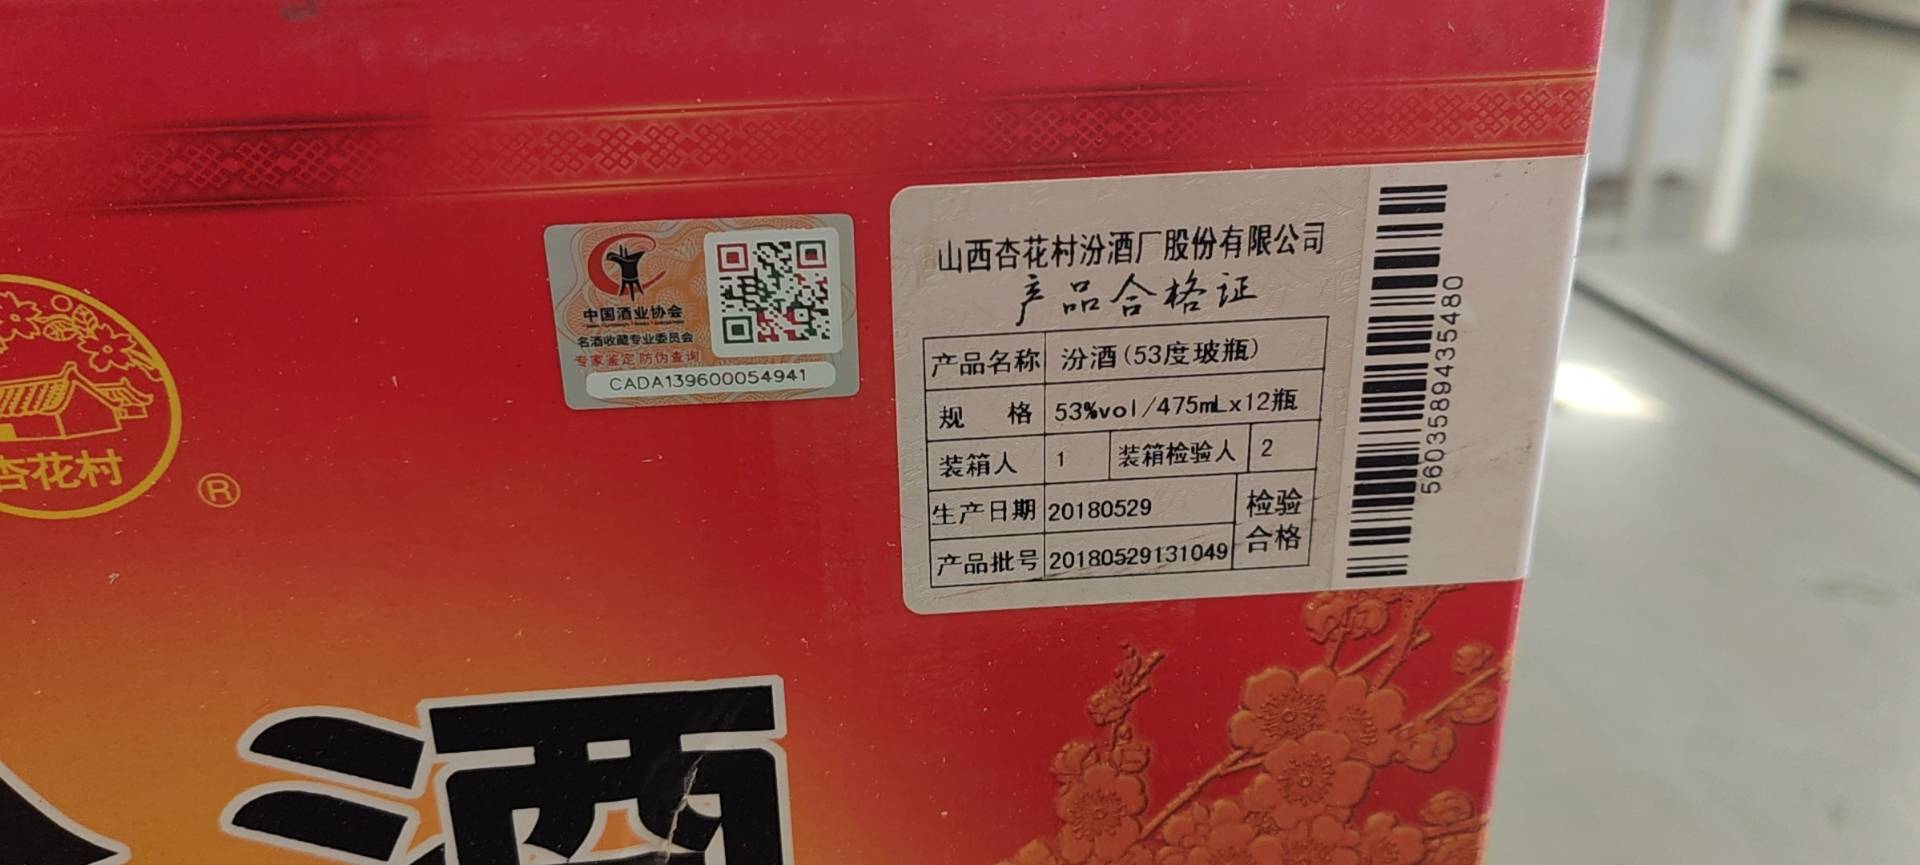 杏花村
®
中国酒业协会
名酒收藏专业委员会
专家鉴定 防伪查询
CADA139600054941
山西杏花村汾酒厂股份有限公司
产品合格证
产品名称 汾酒(53度玻瓶)
规 格 53%vol/475mLx12瓶
装箱人 1 装箱检验人 2
生产日期 20180529 检验
产品批号 20180529131049 合格
5603589435480
酒